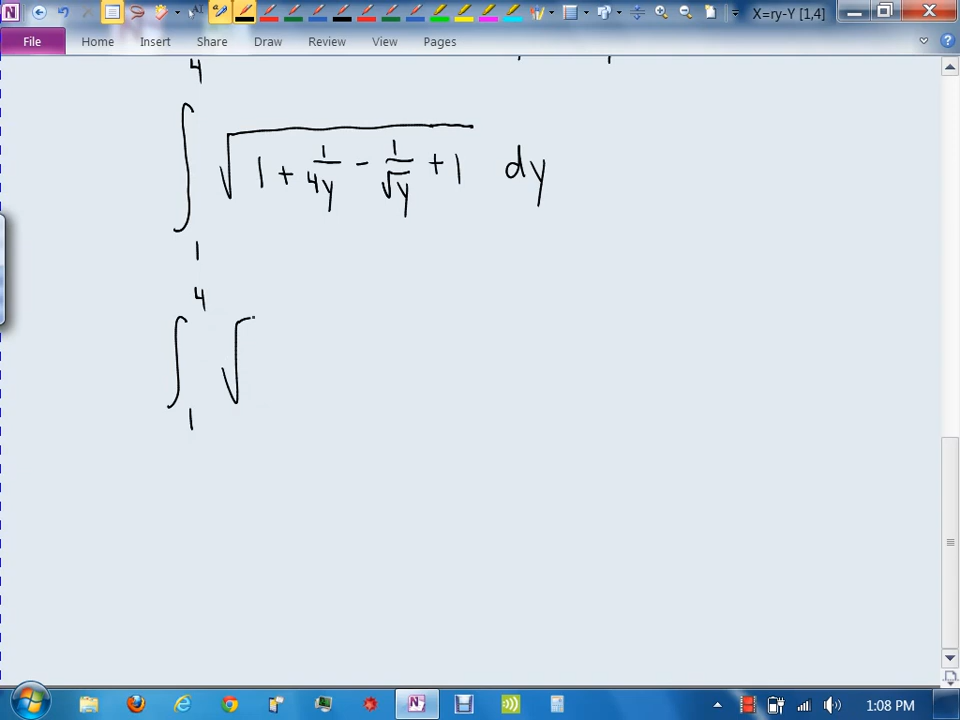 X=ry-Y [1,4]
File Home Insert Share Draw Review View Pages
4
∫ √(1 + 1/4y - 1/√y + 1) dy
1
4
∫ √
1
1:08 PM